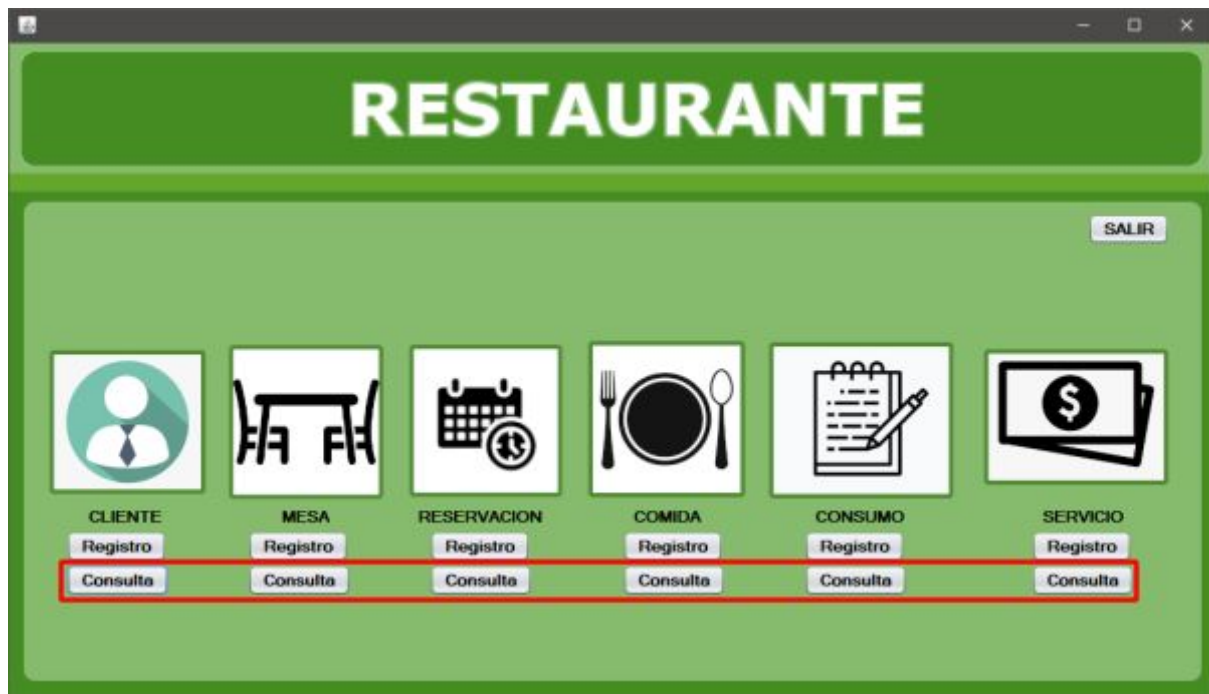 RESTAURANTE
SALIR
CLIENTE MESA RESERVACION COMIDA CONSUMO SERVICIO
Registro Registro Registro Registro Registro Registro
Consulta Consulta Consulta Consulta Consulta Consulta